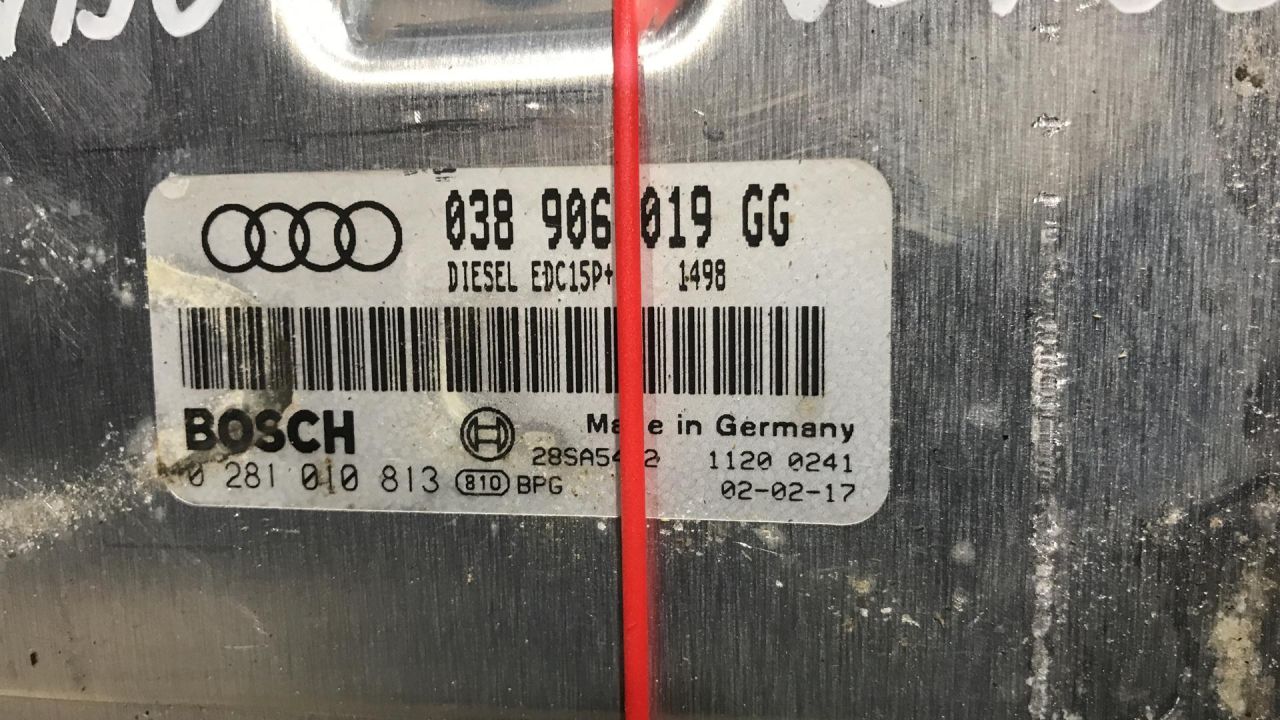 038 906 019 GG
DIESEL EDC15P+ 1498
BOSCH
Made in Germany
1120 0241
0 281 010 813 810 BPG
02-02-17